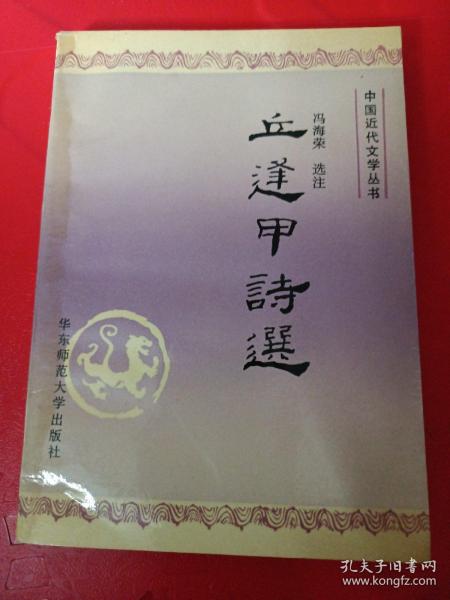 中国近代文学丛书
冯海荣 选注
丘逢甲詩選
华东师范大学出版社
孔夫子旧书网
www.kongfz.com